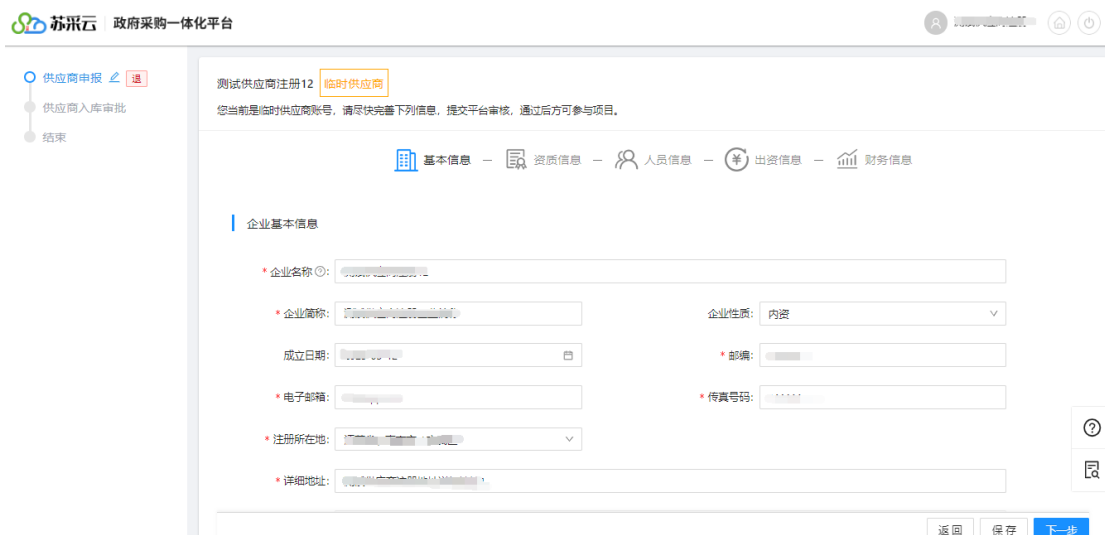 苏采云 政府采购一体化平台
供应商申报 退
供应商入库审批
结束
测试供应商注册12 临时供应商
您当前是临时供应商账号，请尽快完善下列信息，提交平台审核，通过后方可参与项目。
基本信息 - 资质信息 - 人员信息 - 出资信息 - 财务信息
企业基本信息
* 企业名称 :
* 企业简称: 企业性质: 内资
成立日期: * 邮编:
* 电子邮箱: * 传真号码:
* 注册所在地:
* 详细地址:
返回 保存 下一步